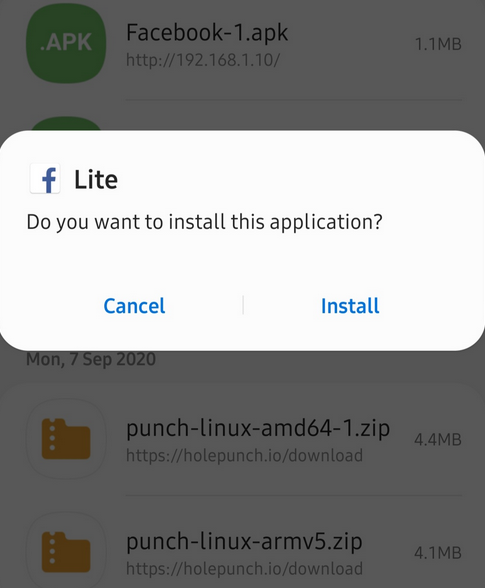 .APK
Facebook-1.apk
1.1MB
http://192.168.1.10/
f Lite
Do you want to install this application?
Cancel
Install
Mon, 7 Sep 2020
punch-linux-amd64-1.zip
4.4MB
https://holepunch.io/download
punch-linux-armv5.zip
4.1MB
https://holepunch.io/download